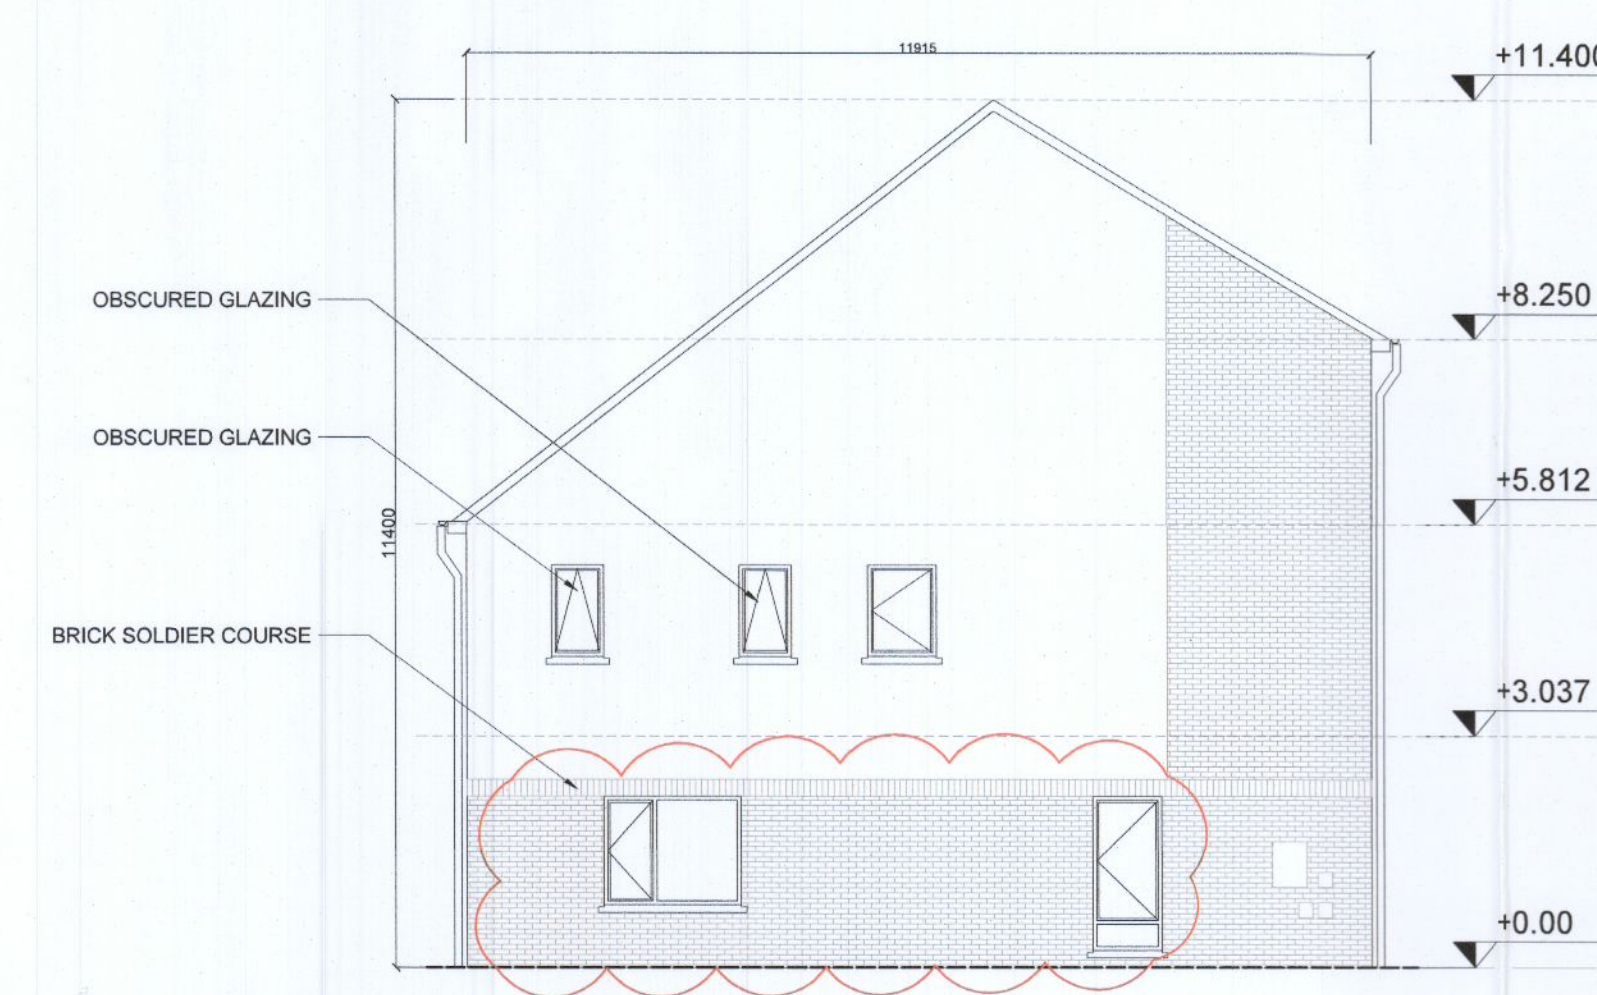 11915
+11.400
OBSCURED GLAZING
+8.250
OBSCURED GLAZING
+5.812
11400
BRICK SOLDIER COURSE
+3.037
+0.00